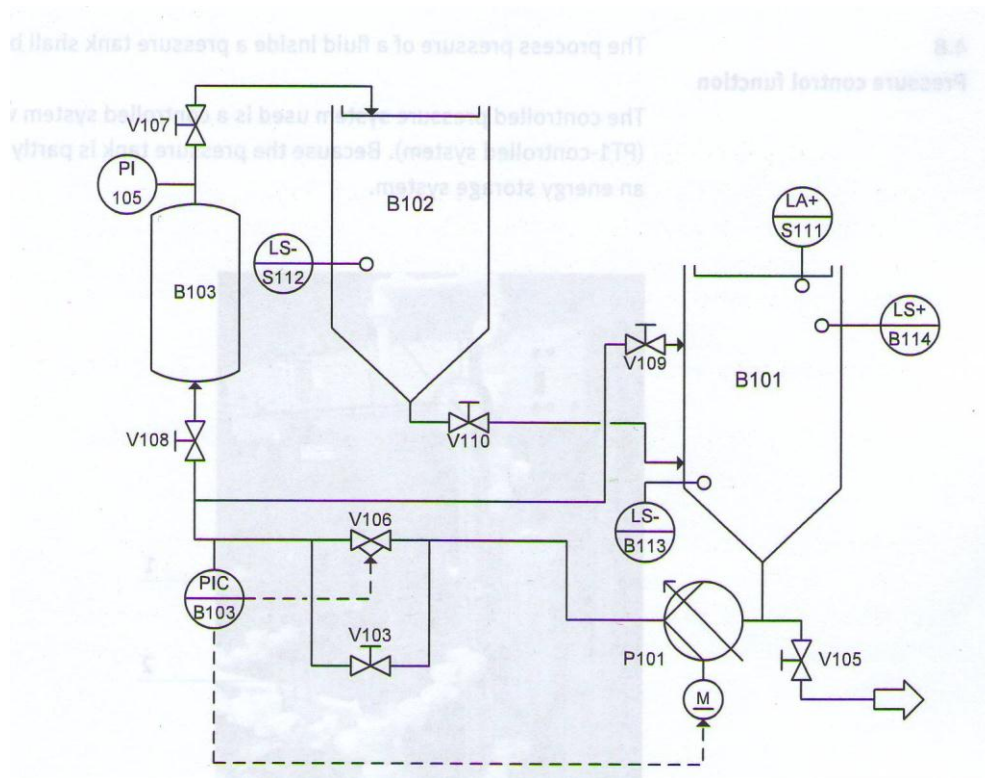 4.8
Pressure control function
The process pressure of a fluid inside a pressure tank shall b
The controlled pressure system used is a controlled system
(PT1-controlled system). Because the pressure tank is partly
an energy storage system.
V107
PI
105
B103
B102
LS-
S112
LA+
S111
LS+
B114
B101
V109
V110
V108
LS-
B113
V106
PIC
B103
V103
P101
M
V105
1
2